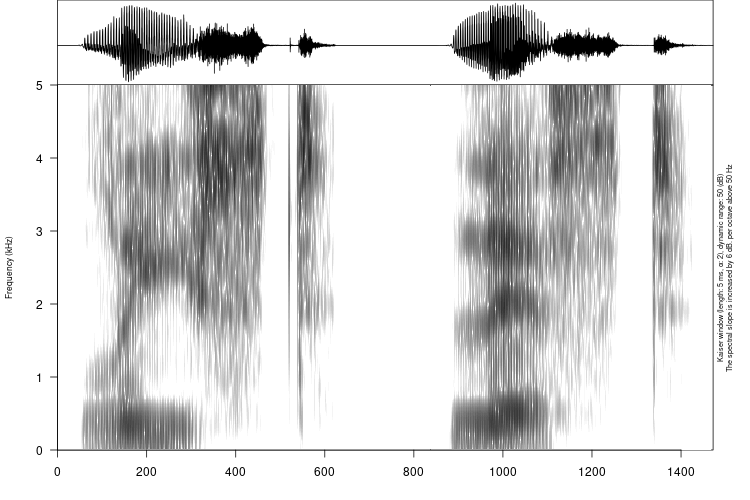 5
4
3
2
1
0
Frequency (kHz)
0 200 400 600 800 1000 1200 1400
Kaiser window (length: 5 ms, α: 2), dynamic range: 50 (dB)
The spectral slope is increased by 6 dB. per octave above 50 Hz